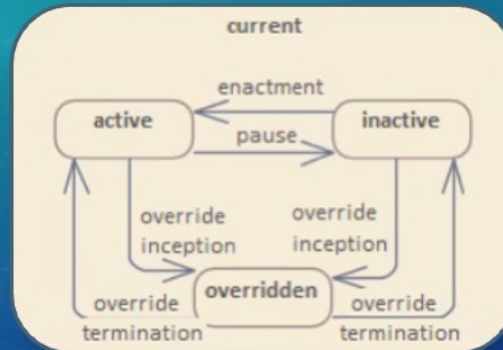 current
enactment
active
inactive
pause
override
inception
override
inception
overridden
override
termination
override
termination